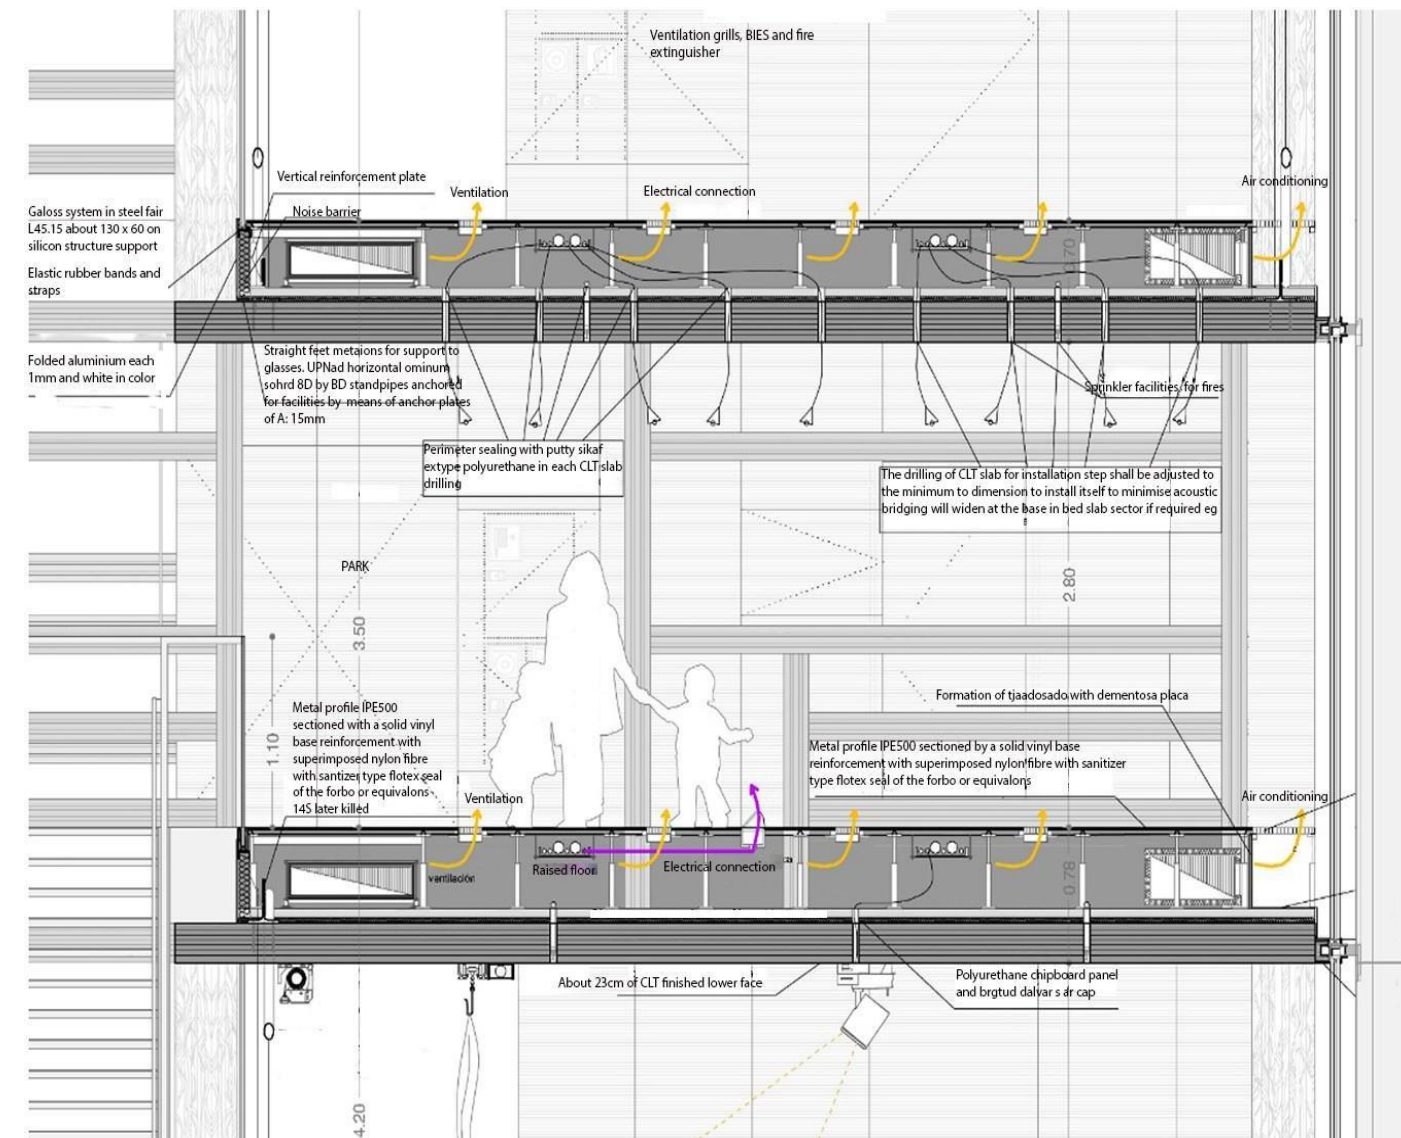 Ventilation grills, BIES and fire
extinguisher
Vertical reinforcement plate
Ventilation
Electrical connection
Air conditioning
Galoss system in steel fair
L45.15 about 130 x 60 on
silicon structure support
Noise barrier
Elastic rubber bands and
straps
.70
Folded aluminium each
1mm and white in color
Straight feet metaions for support to
glasses. UPNad horizontal ominum
sohrd 8D by BD standpipes anchored
for facilities by means of anchor plates
of A: 15mm
Sprinkler facilities for fires
Perimeter sealing with putty sikaf
extype polyurethane in each CLT slab
drilling
The drilling of CLT slab for installation step shall be adjusted to
the minimum to dimension to install itself to minimise acoustic
bridging will widen at the base in bed slab sector if required eg
PARK
3.50
2.80
Formation of tjaadosado with dementosa placa
Metal profile IPE500
sectioned with a solid vinyl
base reinforcement with
superimposed nylon fibre
with santizer type flotex seal
of the forbo or equivalons
14S later killed
1.10
Metal profile IPE500 sectioned by a solid vinyl base
reinforcement with superimposed nylon fibre with sanitizer
type flotex seal of the forbo or equivalons
Ventilation
Air conditioning
ventilación
Raised floor
Electrical connection
0.78
About 23cm of CLT finished lower face
Polyurethane chipboard panel
and brgtud dalvar s ar cap
4.20